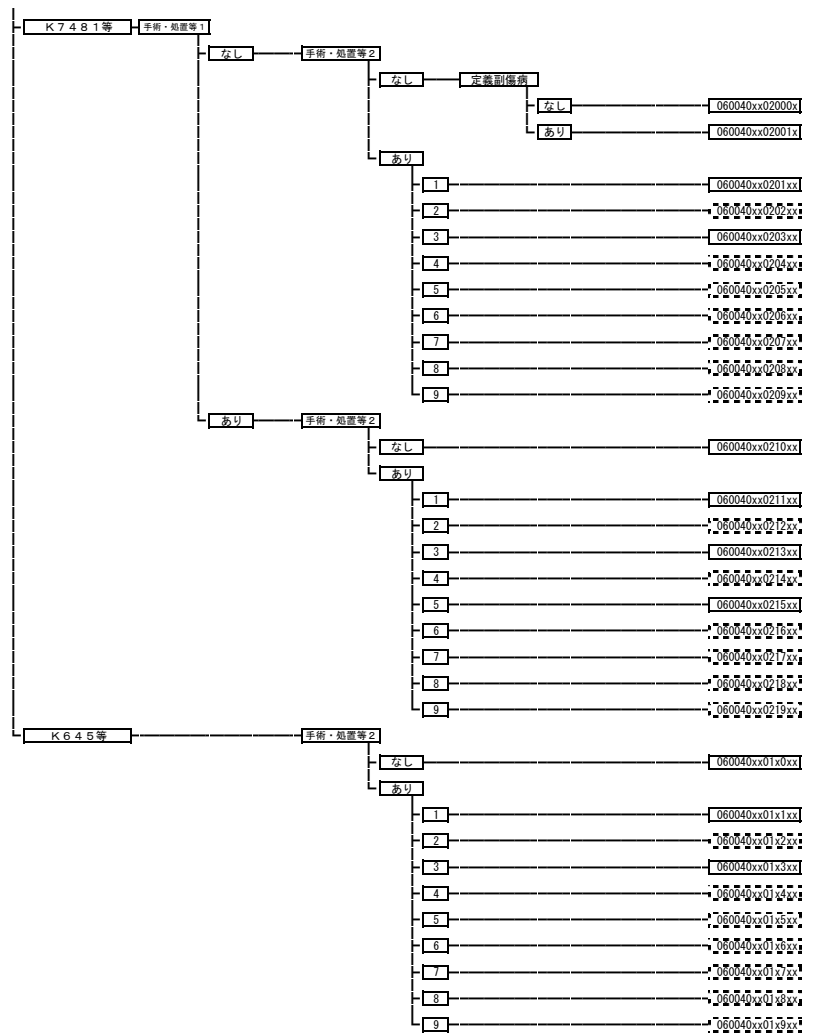 K7481等 手術・処置等1
なし 手術・処置等2
なし 定義副傷病
なし 060040xx02000x
あり 060040xx02001x
あり
1 060040xx0201xx
2 060040xx0202xx
3 060040xx0203xx
4 060040xx0204xx
5 060040xx0205xx
6 060040xx0206xx
7 060040xx0207xx
8 060040xx0208xx
9 060040xx0209xx
あり 手術・処置等2
なし 060040xx0210xx
あり
1 060040xx0211xx
2 060040xx0212xx
3 060040xx0213xx
4 060040xx0214xx
5 060040xx0215xx
6 060040xx0216xx
7 060040xx0217xx
8 060040xx0218xx
9 060040xx0219xx
K645等 手術・処置等2
なし 060040xx01x0xx
あり
1 060040xx01x1xx
2 060040xx01x2xx
3 060040xx01x3xx
4 060040xx01x4xx
5 060040xx01x5xx
6 060040xx01x6xx
7 060040xx01x7xx
8 060040xx01x8xx
9 060040xx01x9xx